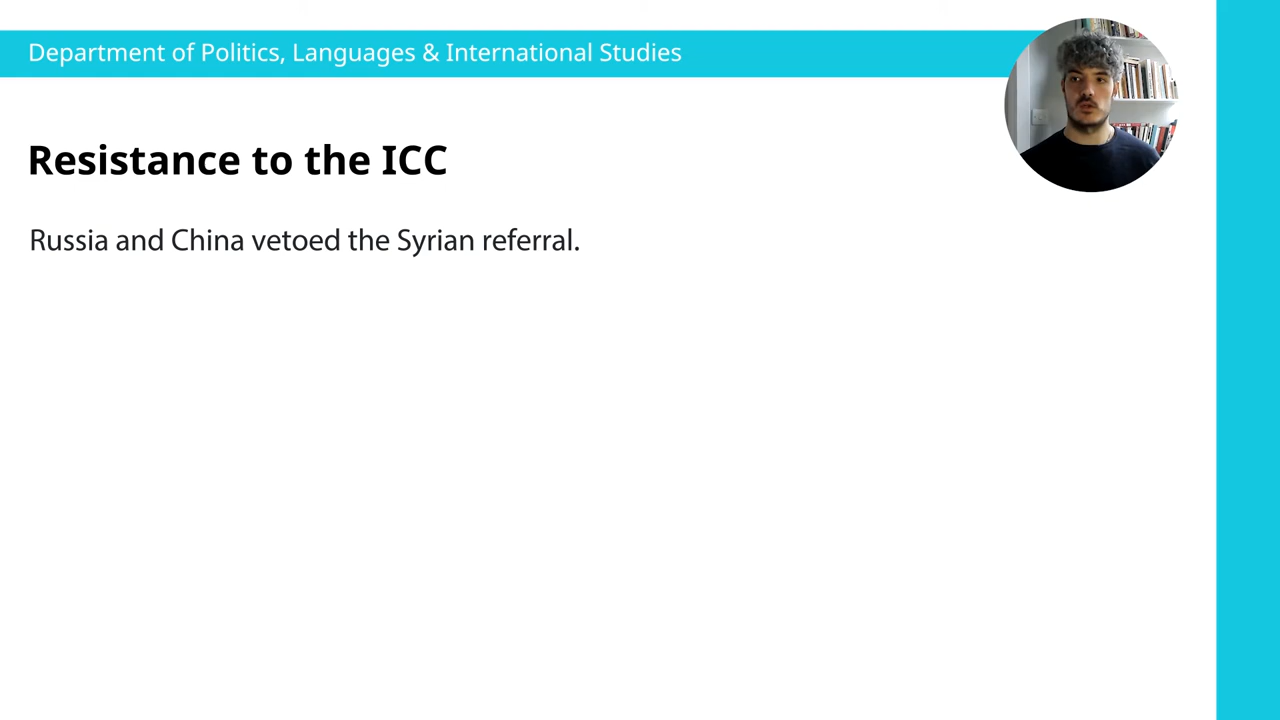 Department of Politics, Languages & International Studies
Resistance to the ICC
Russia and China vetoed the Syrian referral.